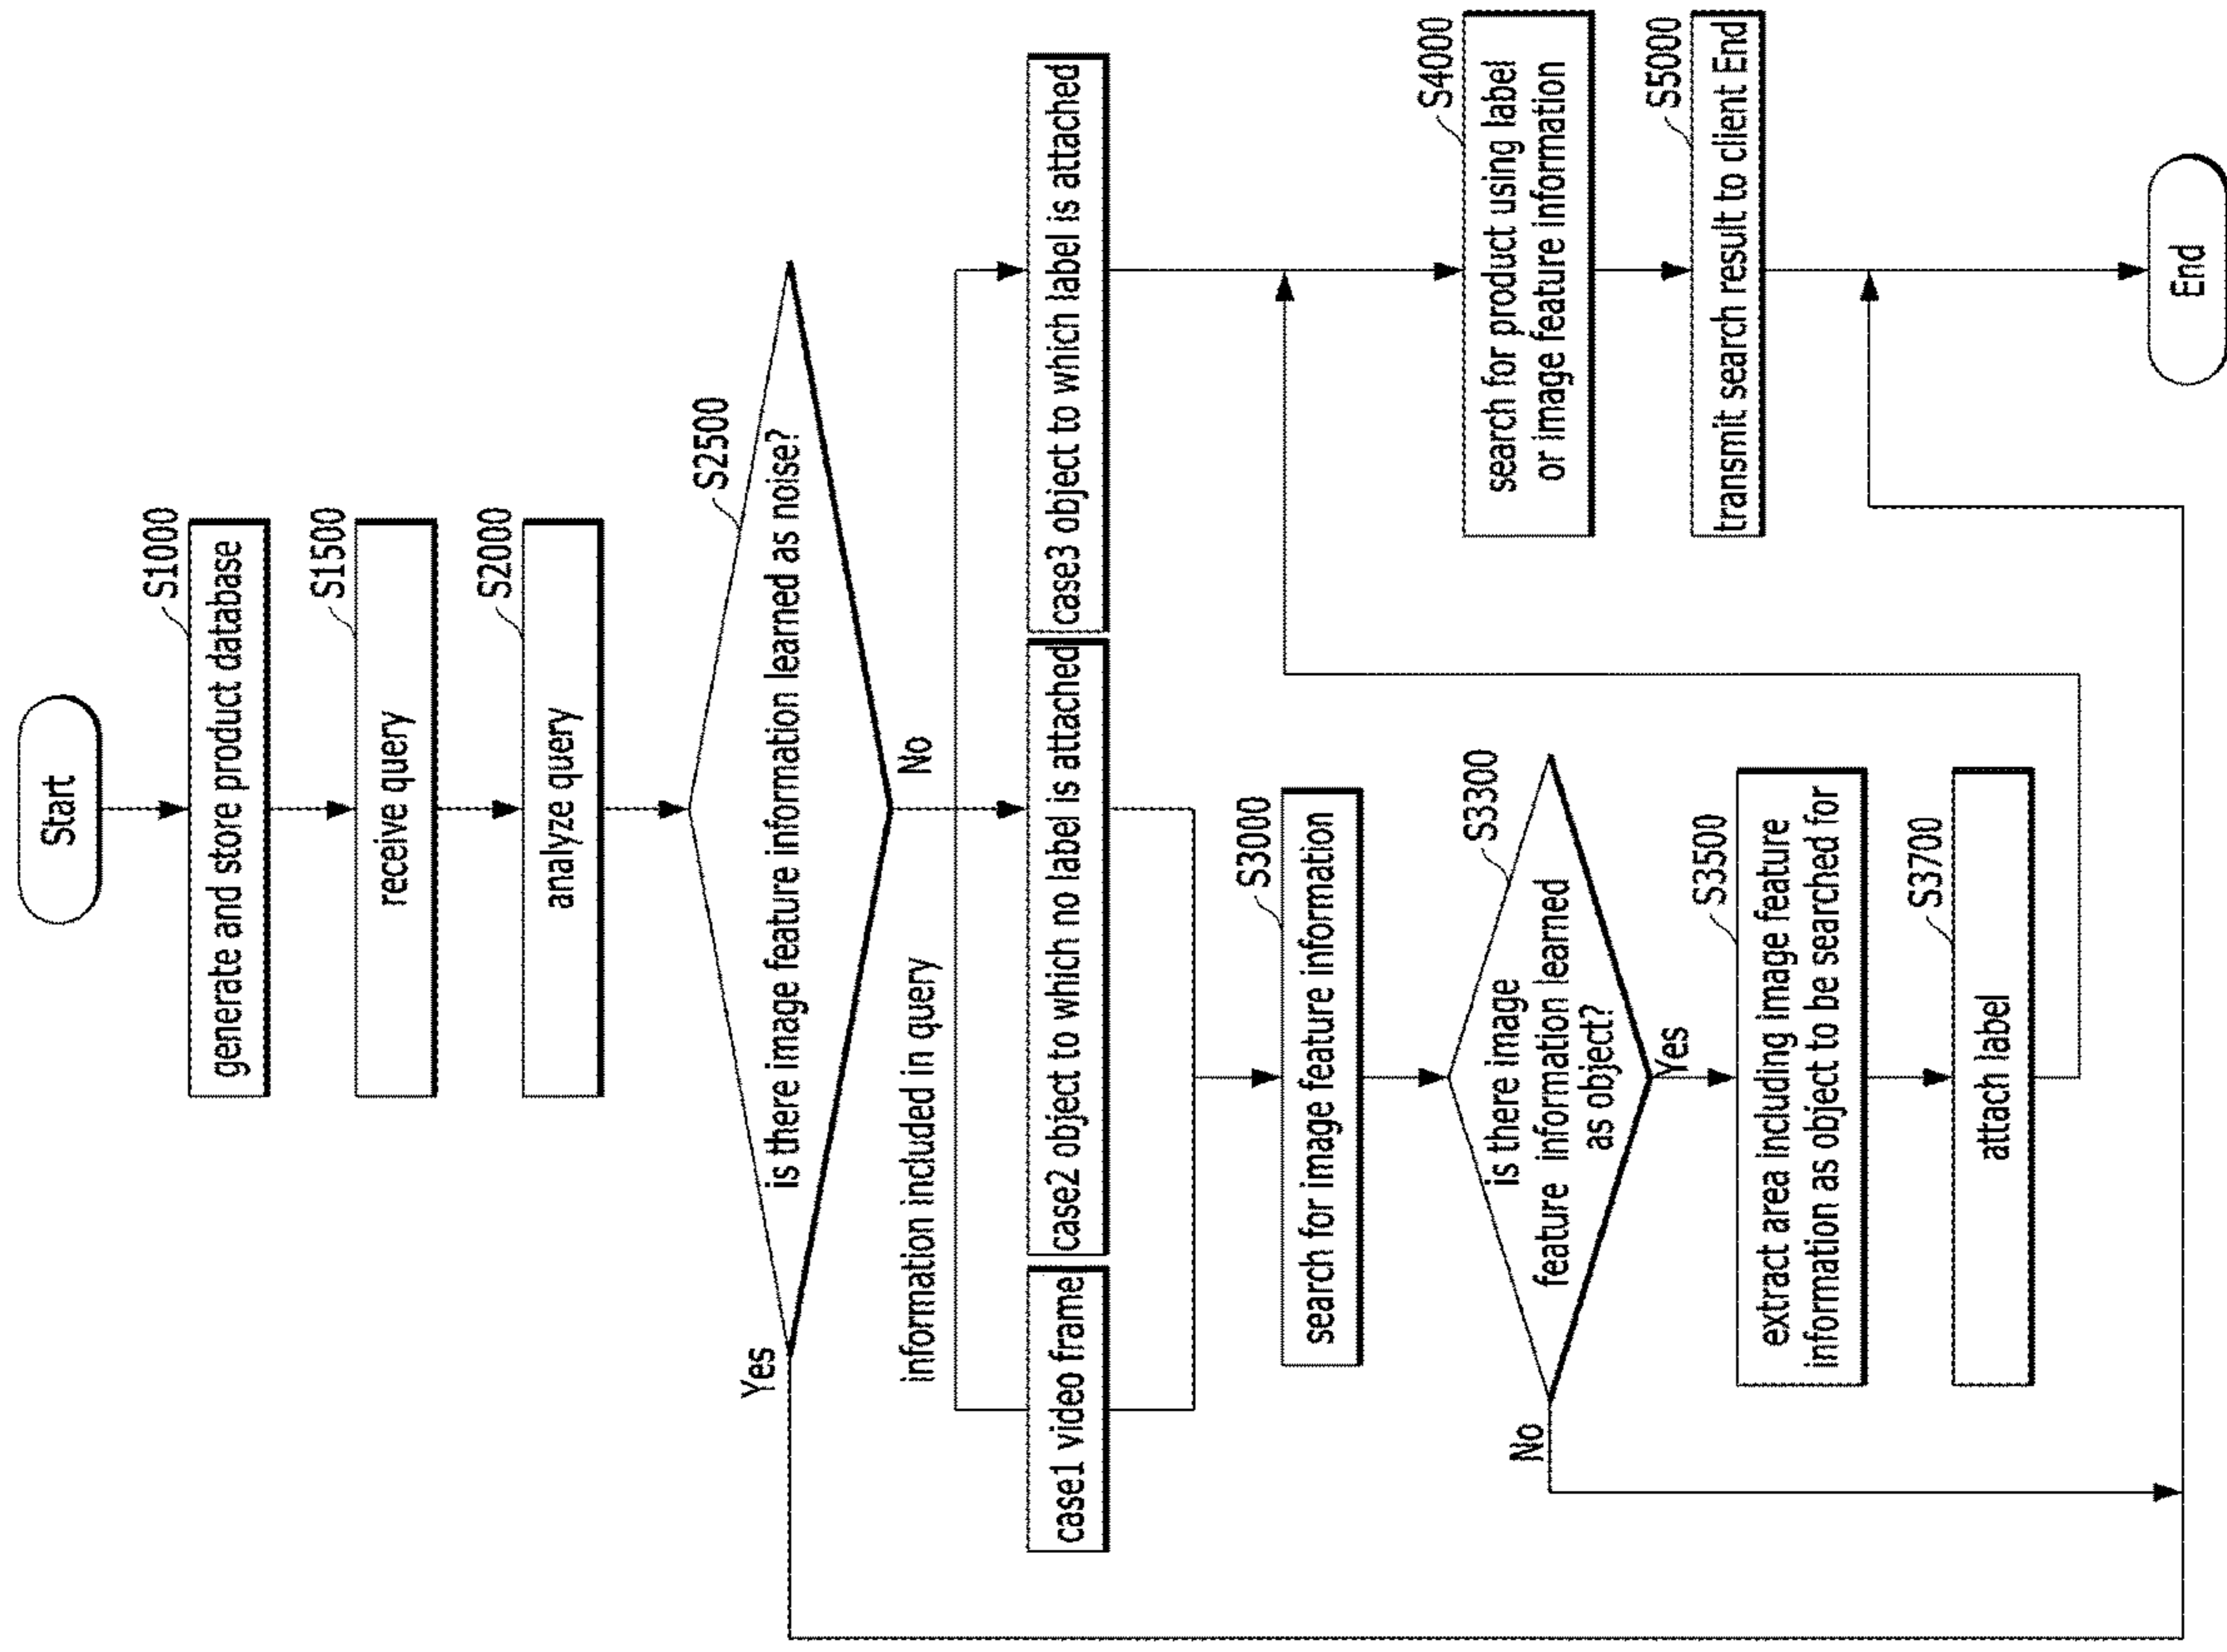 Start
S1000
generate and store product database
S1500
receive query
S2000
analyze query
S2500
is there image feature information learned as noise?
Yes
No
information included in query
case1 video frame
case2 object to which no label is attached
case3 object to which label is attached
S3000
search for image feature information
S3300
is there image
feature information learned
as object?
No
Yes
S3500
extract area including image feature
information as object to be searched for
S3700
attach label
S4000
search for product using label
or image feature information
S5000
transmit search result to client End
End